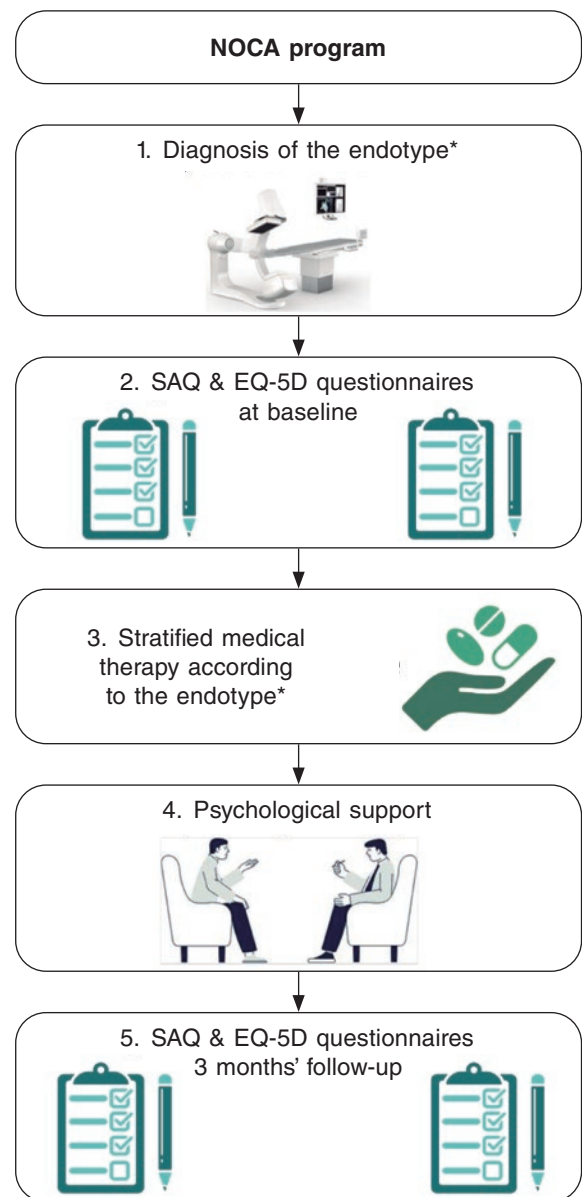 NOCA program
1. Diagnosis of the endotype*
2. SAQ & EQ-5D questionnaires
at baseline
3. Stratified medical
therapy according
to the endotype*
4. Psychological support
5. SAQ & EQ-5D questionnaires
3 months’ follow-up